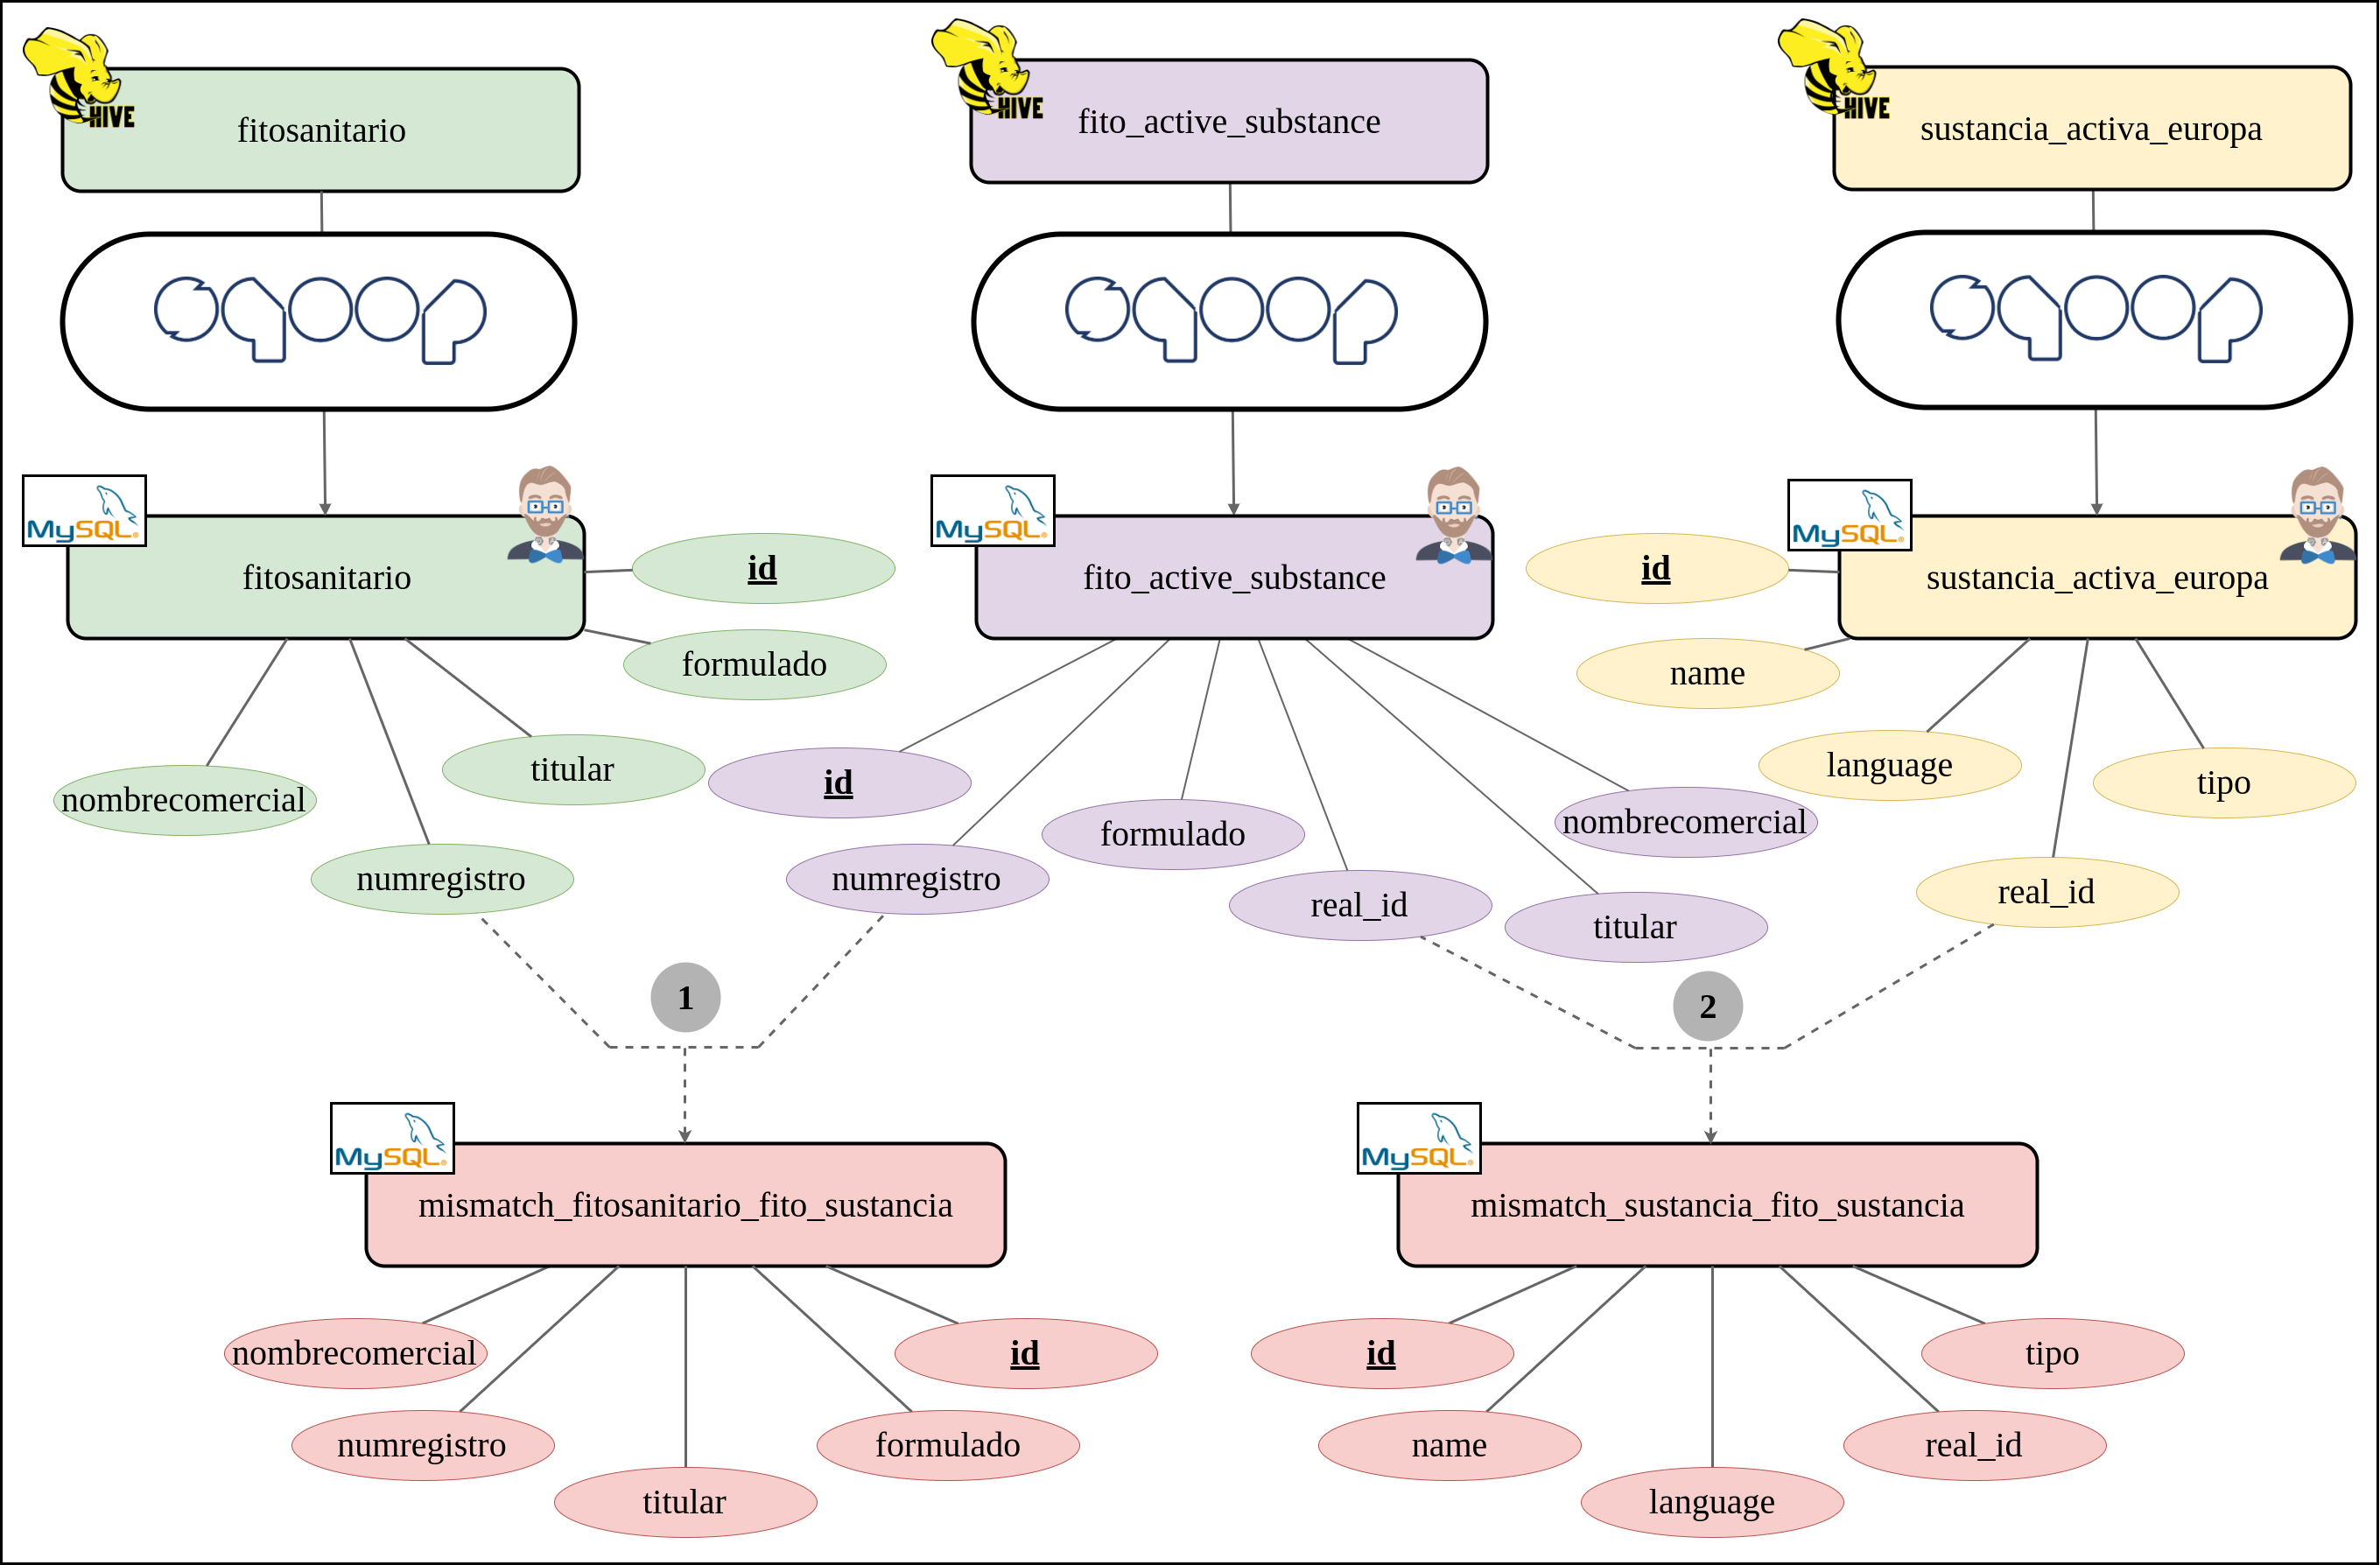 HIVE
fitosanitario
HIVE
fito_active_substance
HIVE
sustancia_activa_europa
sqoop
sqoop
sqoop
MySQL®
fitosanitario
id
formulado
nombrecomercial
numregistro
titular
MySQL®
fito_active_substance
id
numregistro
formulado
real_id
titular
nombrecomercial
MySQL®
sustancia_activa_europa
id
name
language
real_id
tipo
1
2
MySQL®
mismatch_fitosanitario_fito_sustancia
nombrecomercial
numregistro
titular
formulado
id
MySQL®
mismatch_sustancia_fito_sustancia
id
name
language
real_id
tipo